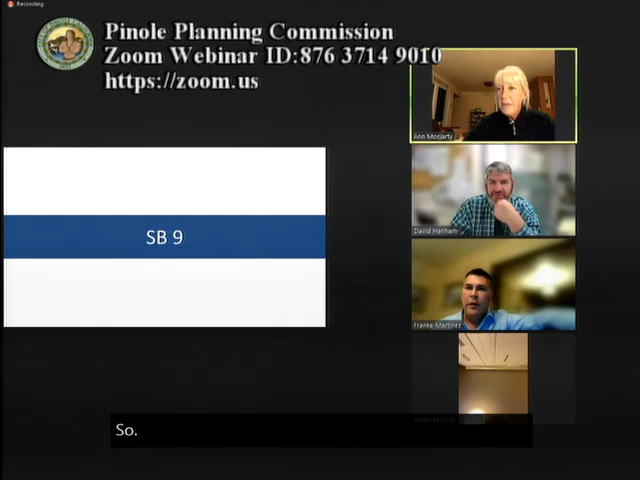 Recording
Pinole Planning Commission
Zoom Webinar ID:876 3714 9010
https://zoom.us
Ann Moriarty
David Hanham
Franke Martinez
SB 9
So.